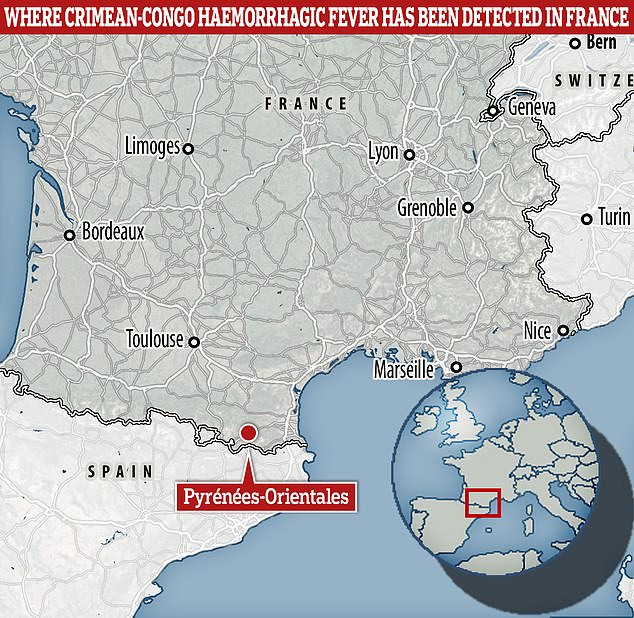 WHERE CRIMEAN-CONGO HAEMORRHAGIC FEVER HAS BEEN DETECTED IN FRANCE
Bern
SWITZE
FRANCE
Geneva
Limoges
Lyon
Grenoble
Turin
Bordeaux
Nice
Toulouse
Marseille
SPAIN
Pyrénées-Orientales